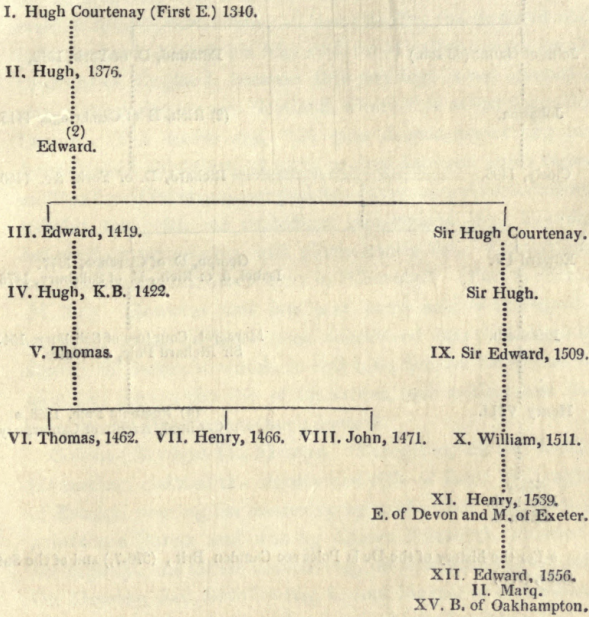 I. Hugh Courtenay (First E.) 1340.
II. Hugh, 1376.
(2)
Edward.
III. Edward, 1419.
Sir Hugh Courtenay.
IV. Hugh, K.B. 1422.
Sir Hugh.
V. Thomas.
IX. Sir Edward, 1509.
VI. Thomas, 1462. VII. Henry, 1466. VIII. John, 1471. X. William, 1511.
XI. Henry, 1539.
E. of Devon and M. of Exeter.
XII. Edward, 1556.
II. Marq.
XV. B. of Oakhampton.